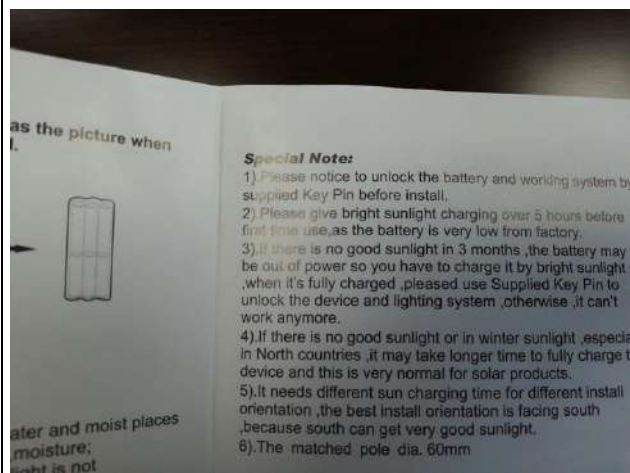 as the picture when
Special Note:
1).Please notice to unlock the battery and working system by
supplied Key Pin before install.
2).Please give bright sunlight charging over 5 hours before
first time use,as the battery is very low from factory.
3).If there is no good sunlight in 3 months ,the battery may
be out of power so you have to charge it by bright sunlight
,when it's fully charged ,pleased use Supplied Key Pin to
unlock the device and lighting system ,otherwise ,it can't
work anymore.
4).If there is no good sunlight or in winter sunlight ,especia
in North countries ,it may take longer time to fully charge t
device and this is very normal for solar products.
5).It needs different sun charging time for different install
orientation ,the best install orientation is facing south
,because south can get very good sunlight.
6).The matched pole dia. 60mm
ater and moist places
moisture;
light is not